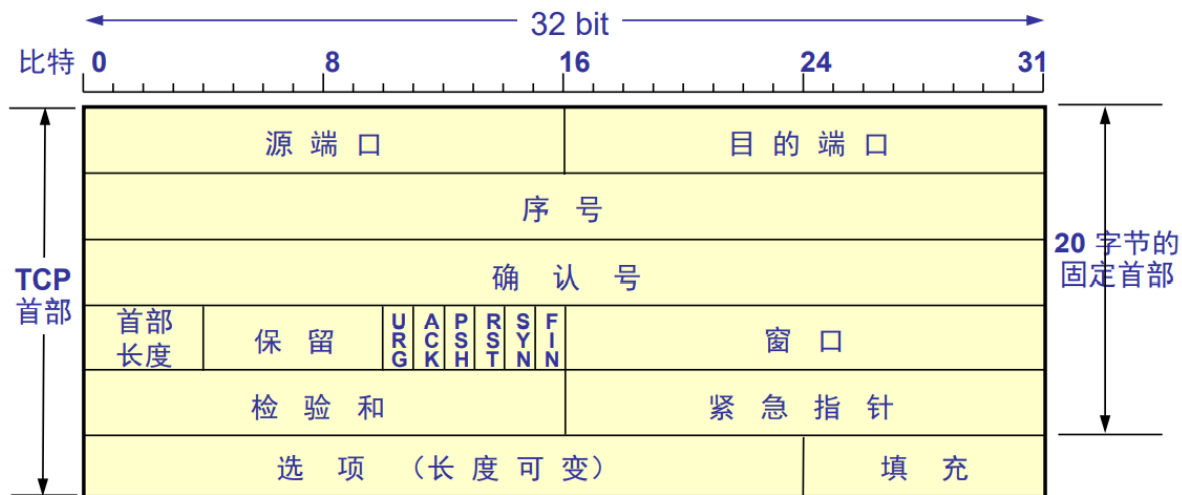 32 bit
比特 0 8 16 24 31
源 端 口 目 的 端 口
序 号
确 认 号
TCP
首部
20 字节的
固定首部
首部
长度
保 留
URG
ACK
PSH
RST
SYN
FIN
窗 口
检 验 和 紧 急 指 针
选 项 （长 度 可 变） 填 充